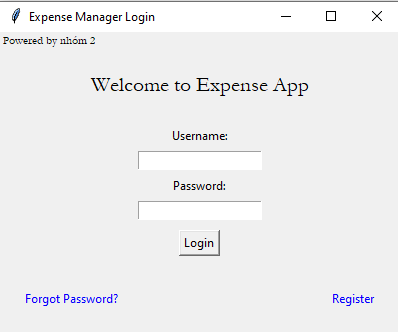 Expense Manager Login
Powered by nhóm 2
Welcome to Expense App
Username:
Password:
Login
Forgot Password? Register